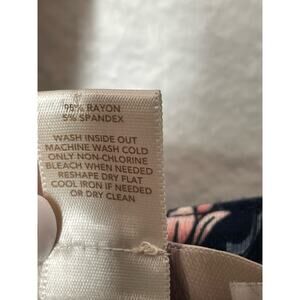 95% RAYON
5% SPANDEX
WASH INSIDE OUT
MACHINE WASH COLD
ONLY NON-CHLORINE
BLEACH WHEN NEEDED
RESHAPE DRY FLAT
COOL IRON IF NEEDED
OR DRY CLEAN